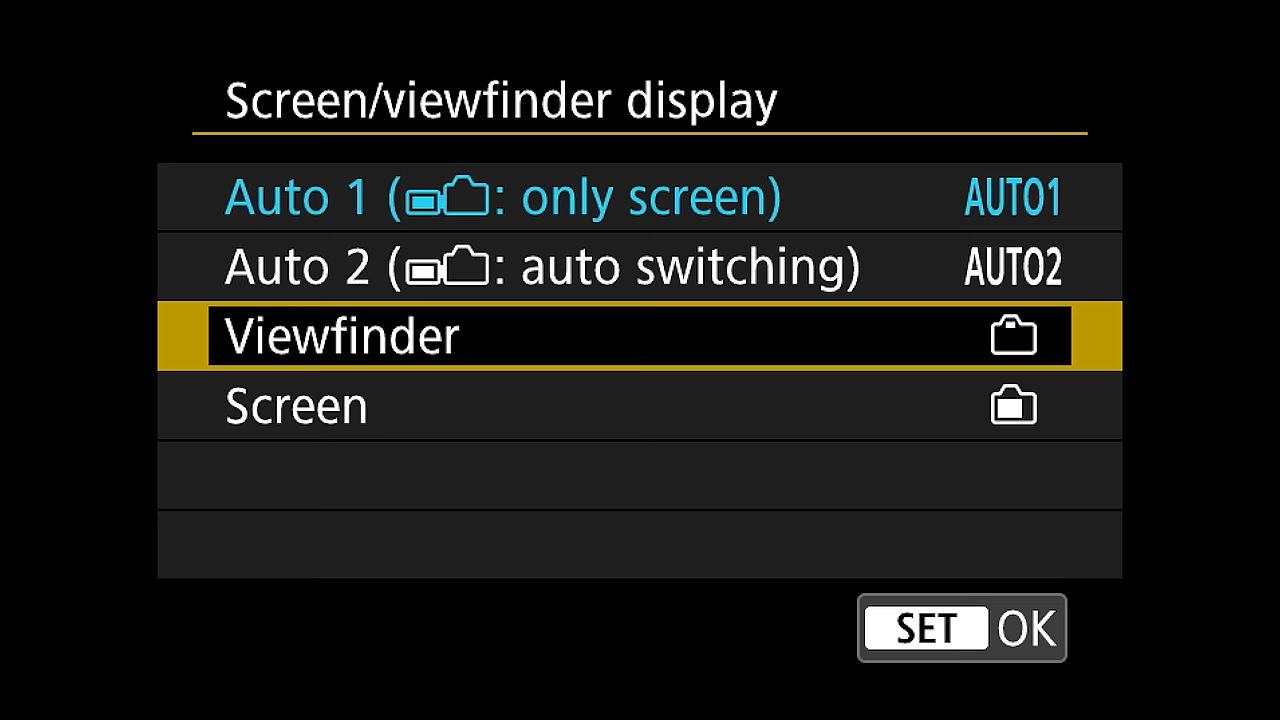 Screen/viewfinder display
Auto 1 (: only screen) AUTO1
Auto 2 (: auto switching) AUTO2
Viewfinder
Screen
SET OK